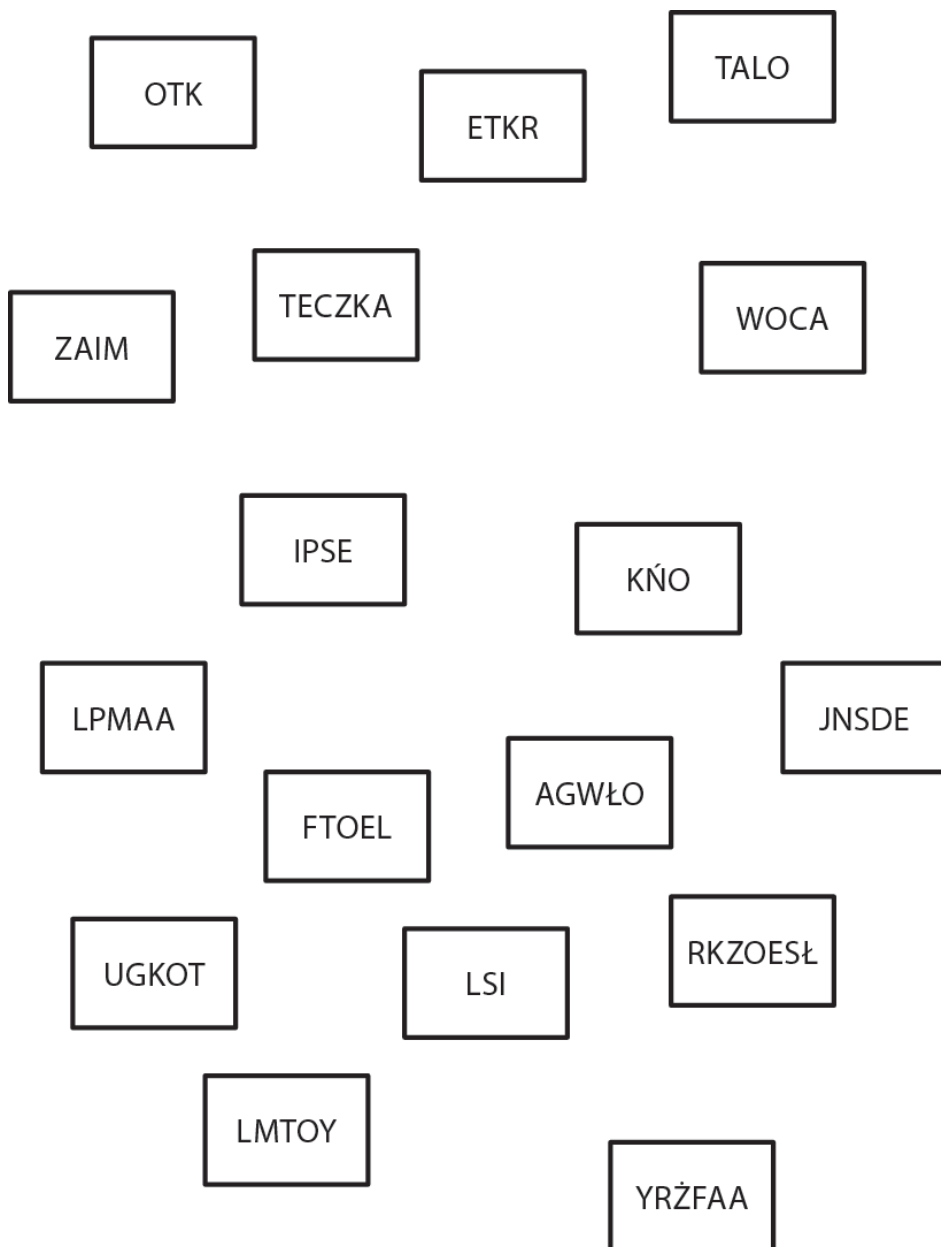 OTK
ETKR
TALO
ZAIM
TECZKA
WOCA
IPSE
KŃO
LPMAA
JNSDE
FTOEL
AGWŁO
UGKOT
LSI
RKZOESŁ
LMTOY
YRŻFAA